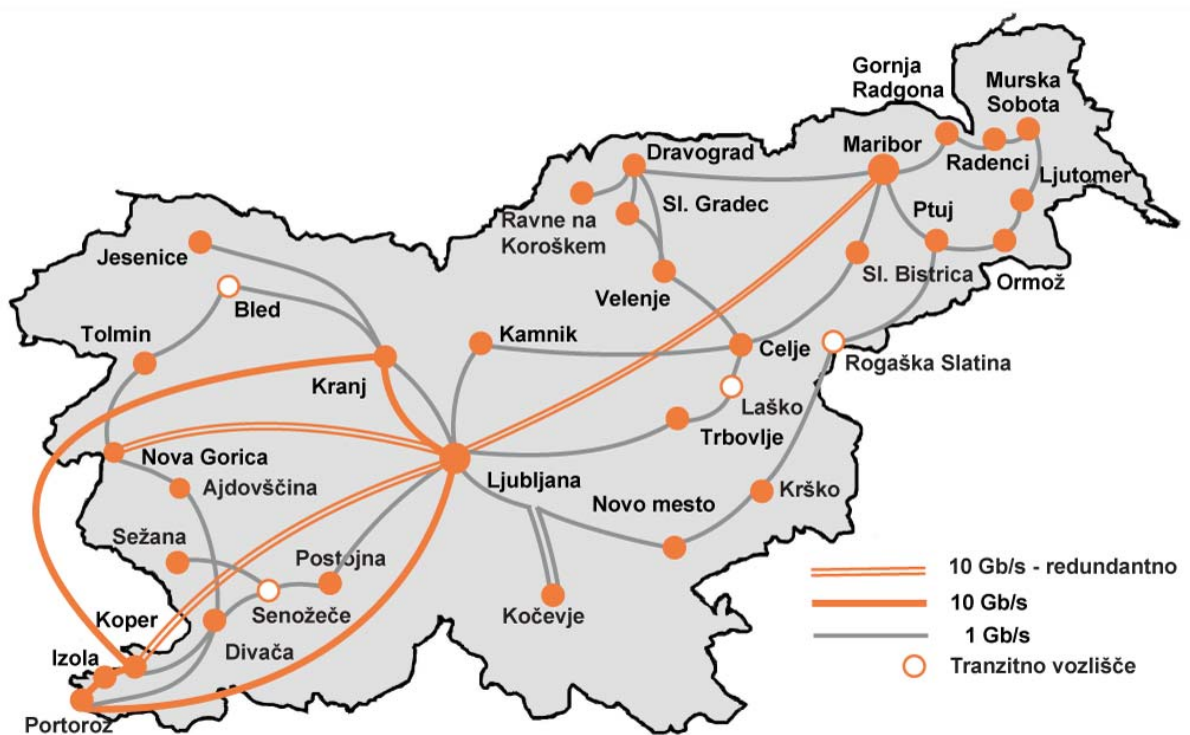 Gornja
Radgona
Murska
Sobota
Maribor
Dravograd
Radenci
Ljutomer
Ravne na
Koroškem
Sl. Gradec
Ptuj
Jesenice
Sl. Bistrica
Ormož
Bled
Velenje
Tolmin
Kamnik
Celje
Rogaška Slatina
Kranj
Laško
Trbovlje
Nova Gorica
Ljubljana
Ajdovščina
Krško
Novo mesto
Sežana
Postojna
Senožeče
Kočevje
Koper
Divača
Izola
Portorož
10 Gb/s - redundantno
10 Gb/s
1 Gb/s
Tranzitno vozlišče